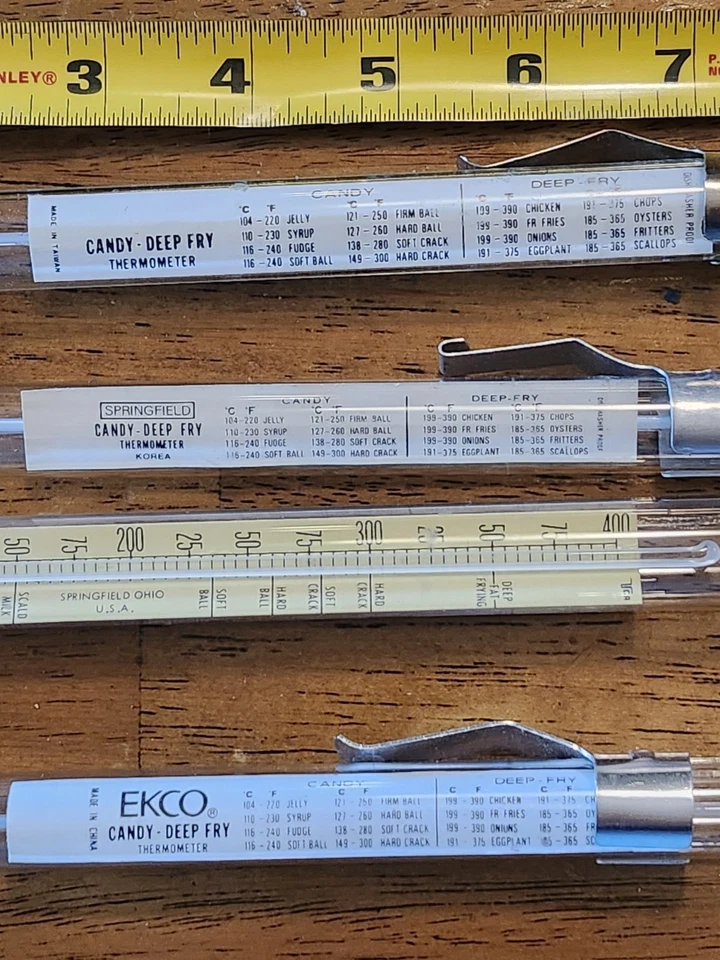 NLEY® 3 4 5 6 7
P.
MADE IN TAIWAN
CANDY - DEEP FRY
THERMOMETER
CANDY
°C °F °C °F
104 - 220 JELLY 121 - 250 FIRM BALL
110 - 230 SYRUP 127 - 260 HARD BALL
116 - 240 FUDGE 138 - 280 SOFT CRACK
116 - 240 SOFT BALL 149 - 300 HARD CRACK
DEEP-FRY
C F C F
199 - 390 CHICKEN 191 - 375 CHOPS
199 - 390 FR FRIES 185 - 365 OYSTERS
199 - 390 ONIONS 185 - 365 FRITTERS
191 - 375 EGGPLANT 185 - 365 SCALLOPS
SPRINGFIELD
CANDY - DEEP FRY
THERMOMETER
KOREA
CANDY
°C °F °C °F
104-220 JELLY 121-250 FIRM BALL
110-230 SYRUP 127-260 HARD BALL
116-240 FUDGE 138-280 SOFT CRACK
116-240 SOFT BALL 149-300 HARD CRACK
DEEP-FRY
C F C F
199-390 CHICKEN 191-375 CHOPS
199-390 FR FRIES 185-365 OYSTERS
199-390 ONIONS 185-365 FRITTERS
191-375 EGGPLANT 185-365 SCALLOPS
50 75 200 25 50 75 300 50 75 400
SCALD
MILK
SPRINGFIELD OHIO
U.S.A.
SOFT
BALL
HARD
BALL
SOFT
CRACK
HARD
CRACK
DEEP
FAT
FRYING
MADE IN CHINA
EKCO®
CANDY - DEEP FRY
THERMOMETER
CANDY
C F C F
104 - 220 JELLY 121 - 250 FIRM BALL
110 - 230 SYRUP 127 - 260 HARD BALL
116 - 240 FUDGE 138 - 280 SOFT CRACK
116 - 240 SOFT BALL 149 - 300 HARD CRACK
DEEP - FRY
C F C F
199 - 390 CHICKEN 191 - 375 CH
199 - 390 FR FRIES 185 - 365 OY
199 - 390 ONIONS 185 - 365 FR
191 - 375 EGGPLANT 185 - 365 SC